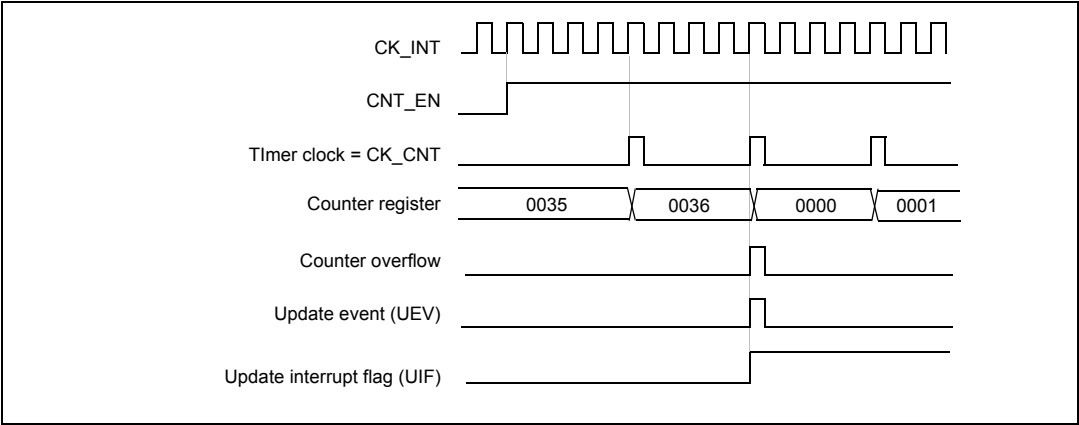 CK_INT
CNT_EN
TImer clock = CK_CNT
Counter register 0035 0036 0000 0001
Counter overflow
Update event (UEV)
Update interrupt flag (UIF)